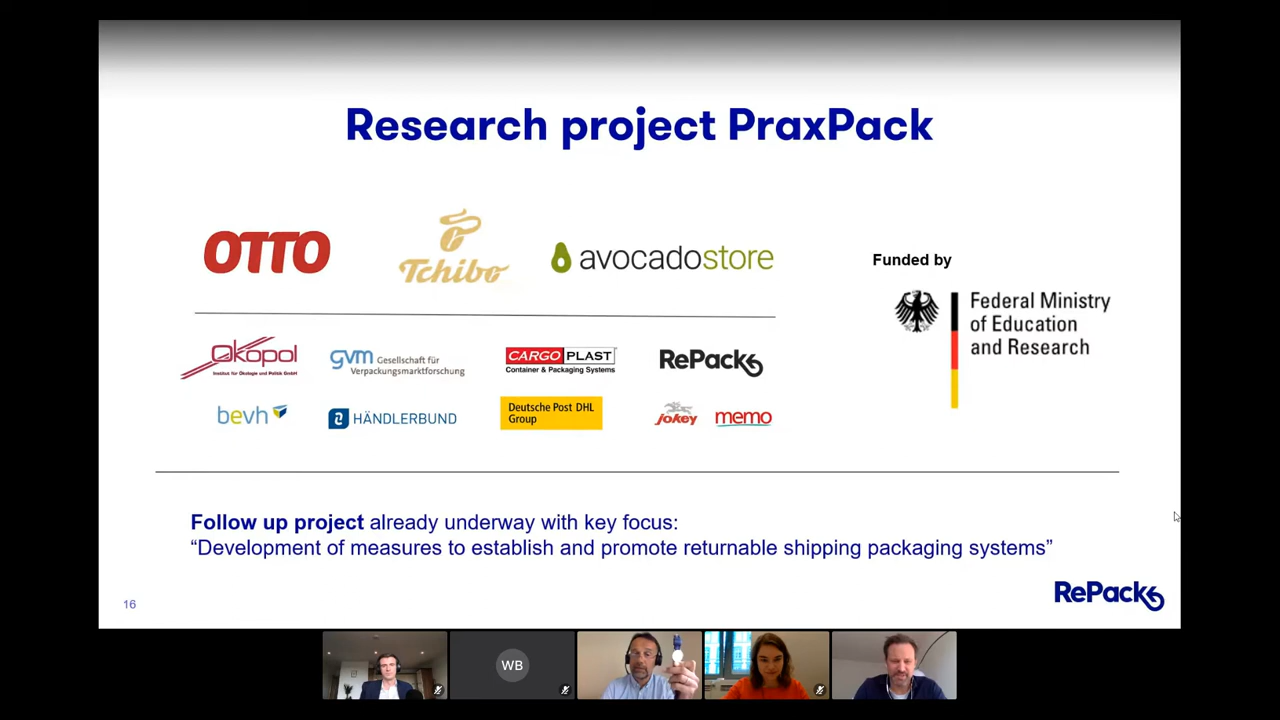 Research project PraxPack
OTTO
Tchibo
avocadostore
Funded by
Federal Ministry
of Education
and Research
Ökopol
Institut für Ökologie und Politik GmbH
gvm Gesellschaft für
Verpackungsmarktforschung
CARGO PLAST
Container & Packaging Systems
RePack
bevh
HÄNDLERBUND
Deutsche Post DHL
Group
jokey
memo
Follow up project already underway with key focus:
“Development of measures to establish and promote returnable shipping packaging systems”
16
RePack
WB